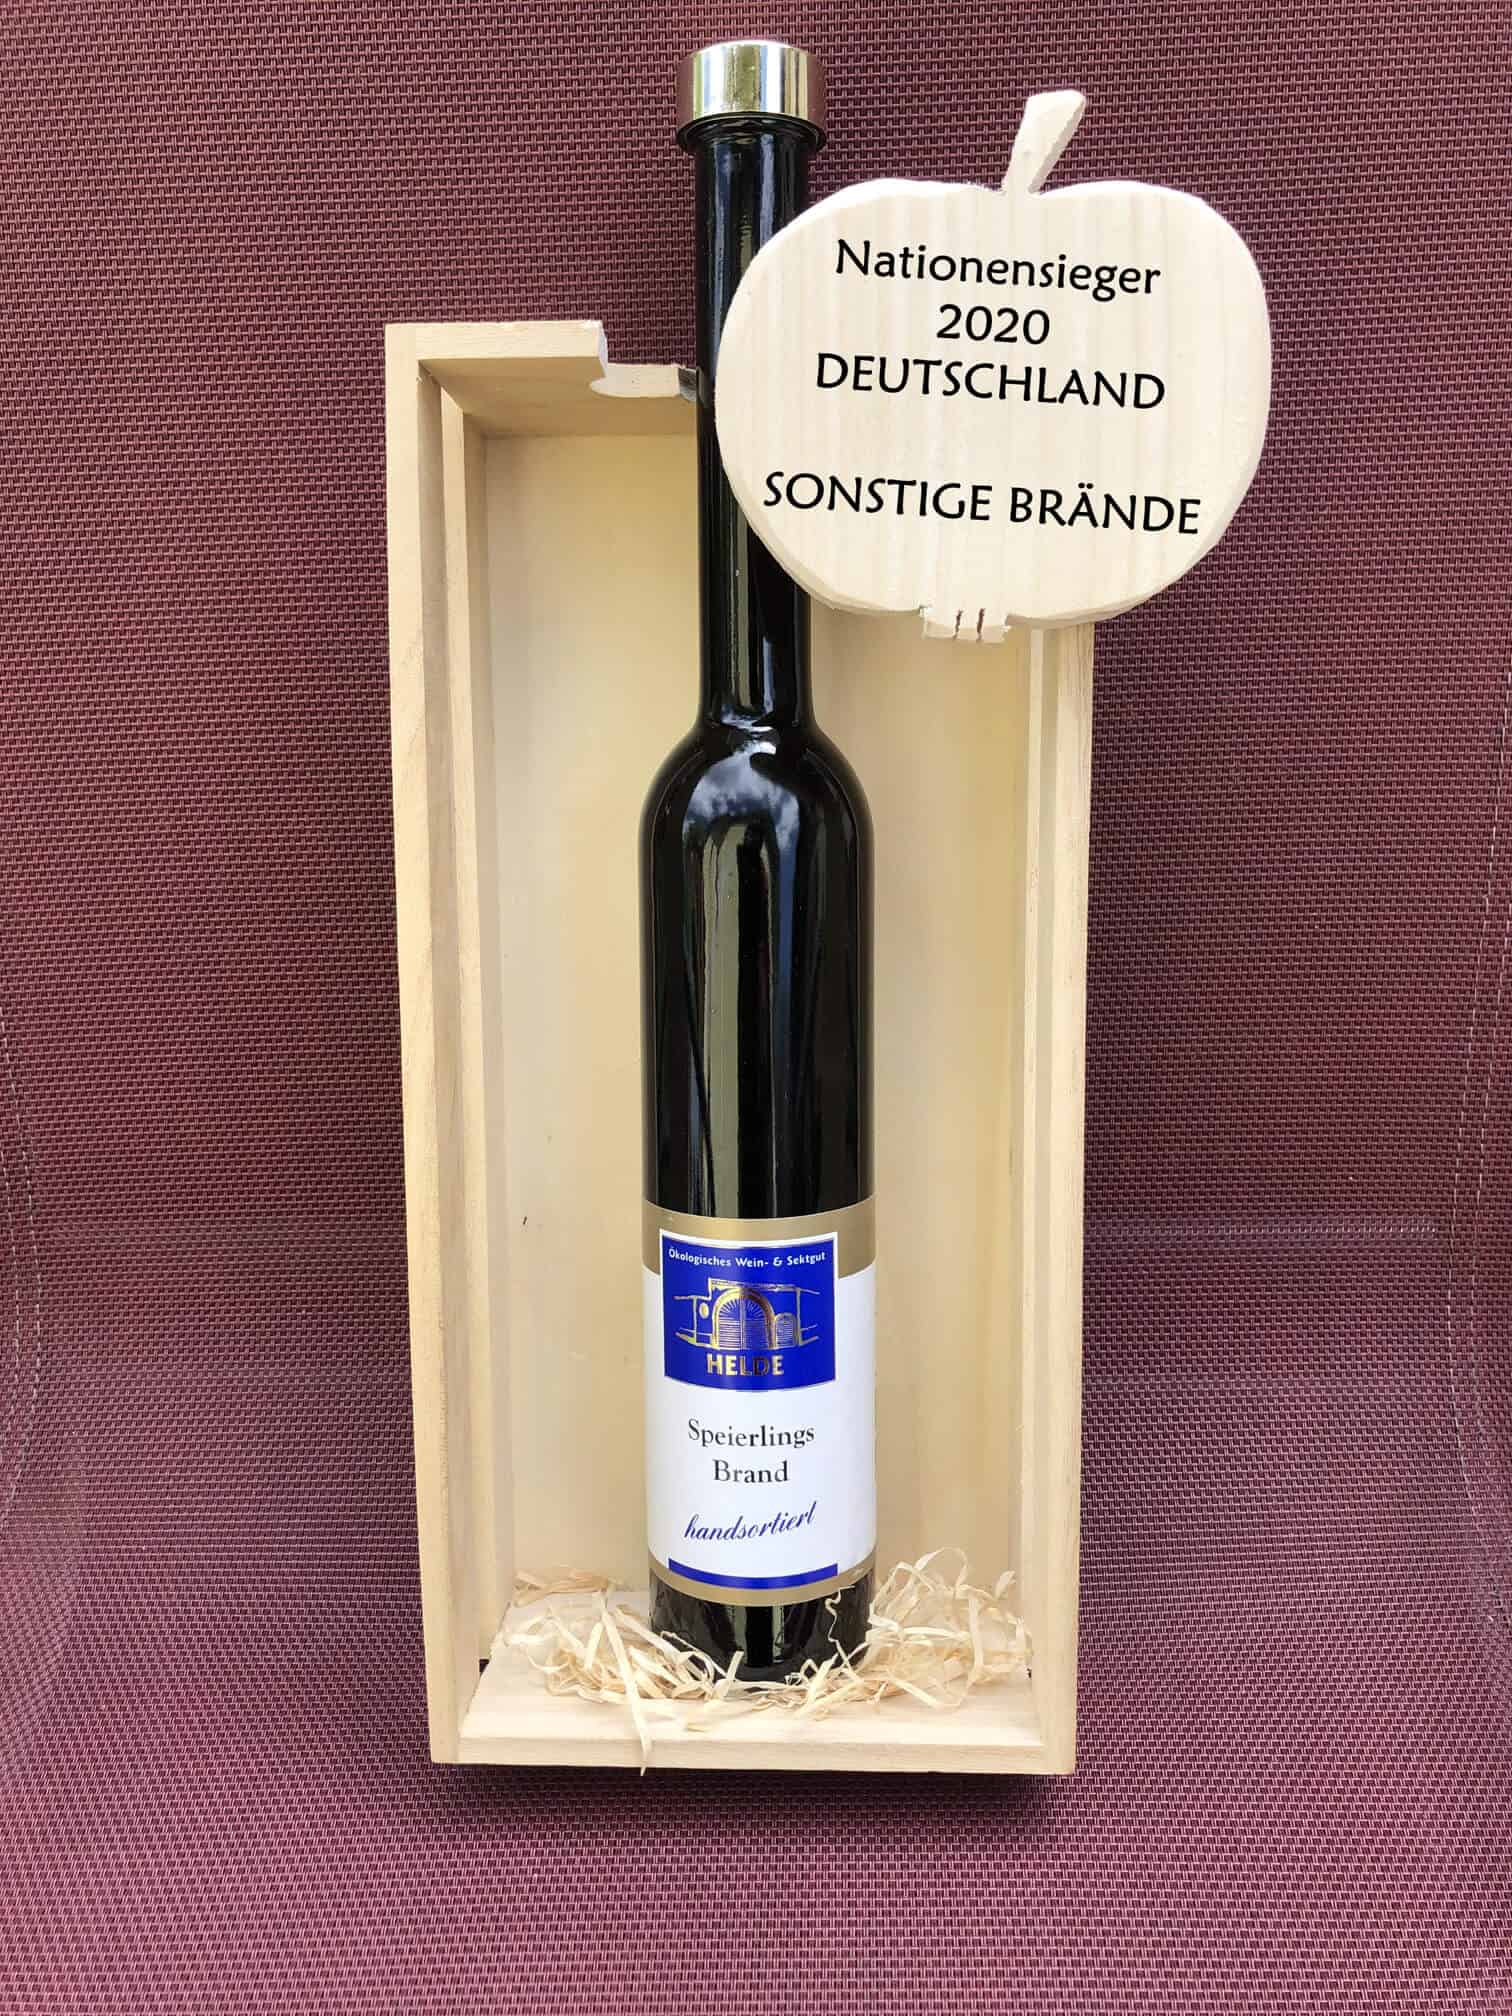 Nationensieger
2020
DEUTSCHLAND
SONSTIGE BRÄNDE
Ökologisches Wein- & Sektgut
HELDE
Speierlings
Brand
handsortiert